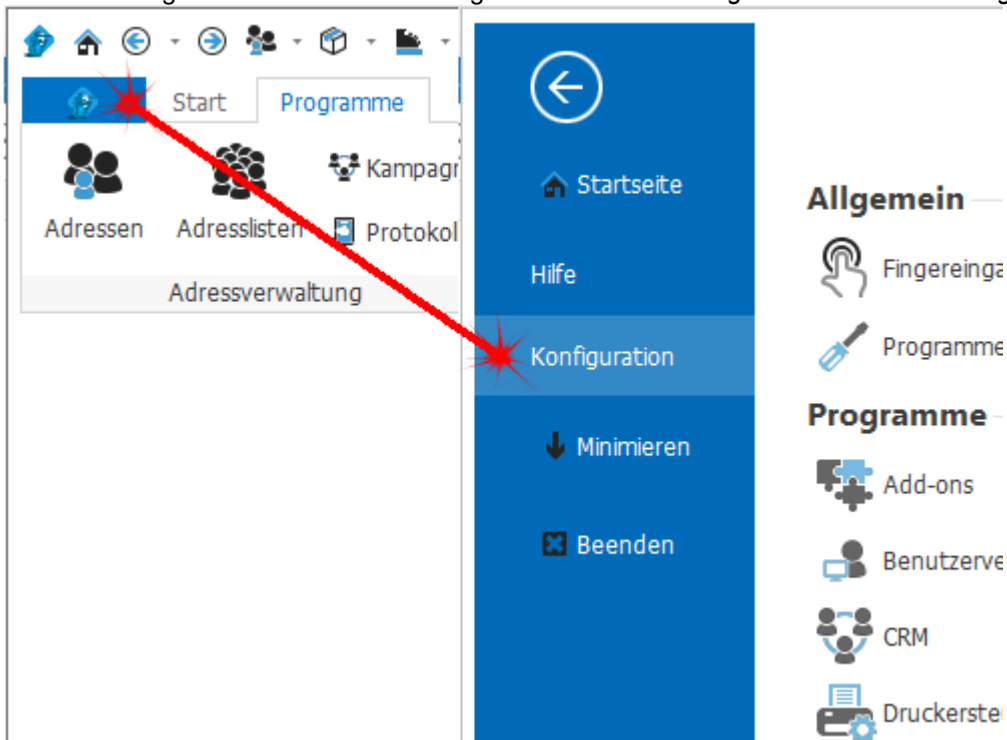 Start Programme
Kampagn
Adressen Adresslisten Protokol
Adressverwaltung
Startseite
Hilfe
Konfiguration
Minimieren
Beenden
Allgemein
Fingereinga
Programme
Programme
Add-ons
Benutzerve
CRM
Druckerste